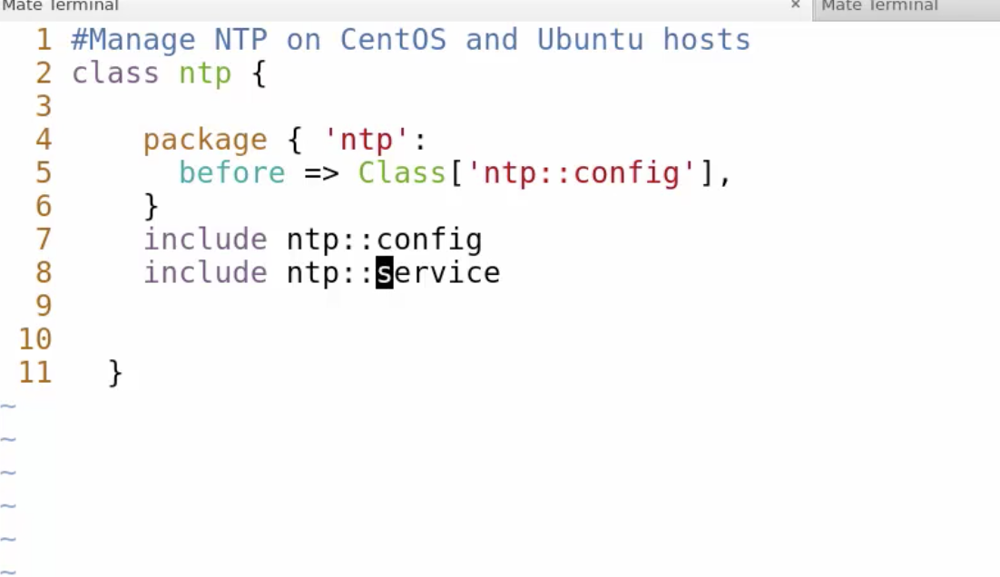 Mate Terminal × Mate Terminal
1 #Manage NTP on CentOS and Ubuntu hosts
2 class ntp {
3
4     package { 'ntp':
5       before => Class['ntp::config'],
6     }
7     include ntp::config
8     include ntp::service
9
10
11   }
~
~
~
~
~
~